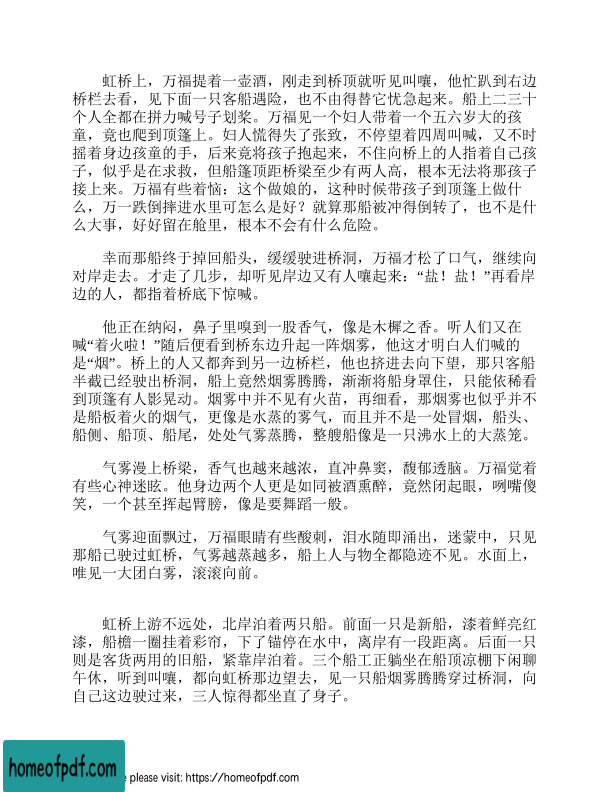 虹桥上，万福提着一壶酒，刚走到桥顶就听见叫嚷，他忙趴到右边
桥栏去看，见下面一只客船遇险，也不由得替它忧急起来。船上二三十
个人全都在拼力喊号子划桨。万福见一个妇人带着一个五六岁大的孩
童，竟也爬到顶篷上。妇人慌得失了张致，不停望着四周叫喊，又不时
摇着身边孩童的手，后来竟将孩子抱起来，不住向桥上的人指着自己孩
子，似乎是在求救，但船篷顶距桥梁至少有两人高，根本无法将那孩子
接上来。万福有些着恼：这个做娘的，这种时候带孩子到顶篷上做什
么，万一跌倒摔进水里可怎么是好？就算那船被冲得倒转了，也不是什
么大事，好好留在舱里，根本不会有什么危险。
幸而那船终于掉回船头，缓缓驶进桥洞，万福才松了口气，继续向
对岸走去。才走了几步，却听见岸边又有人嚷起来：“盐！盐！”再看岸
边的人，都指着桥底下惊喊。
他正在纳闷，鼻子里嗅到一股香气，像是木樨之香。听人们又在
喊“着火啦！”随后便看到桥东边升起一阵烟雾，他这才明白人们喊的
是“烟”。桥上的人又都奔到另一边桥栏，他也挤进去向下望，那只客船
半截已经驶出桥洞，船上竟然烟雾腾腾，渐渐将船身罩住，只能依稀看
到顶篷有人影晃动。烟雾中并不见有火苗，再细看，那烟雾也似乎并不
是船板着火的烟气，更像是水蒸的雾气，而且并不是一处冒烟，船头、
船侧、船顶、船尾，处处气雾蒸腾，整艘船像是一只沸水上的大蒸笼。
气雾漫上桥梁，香气也越来越浓，直冲鼻窦，馥郁透脑。万福觉着
有些心神迷眩。他身边两个人更是如同被酒熏醉，竟然闭起眼，咧嘴傻
笑，一个甚至挥起臂膀，像是要舞蹈一般。
气雾迎面飘过，万福眼睛有些酸刺，泪水随即涌出，迷蒙中，只见
那船已驶过虹桥，气雾越蒸越多，船上人与物全都隐迹不见。水面上，
唯见一大团白雾，滚滚向前。
虹桥上游不远处，北岸泊着两只船。前面一只是新船，漆着鲜亮红
漆，船檐一圈挂着彩帘，下了锚停在水中，离岸有一段距离。后面一只
则是客货两用的旧船，紧靠岸泊着。三个船工正躺坐在船顶凉棚下闲聊
午休，听到叫嚷，都向虹桥那边望去，见一只船烟雾腾腾穿过桥洞，向
自己这边驶过来，三人惊得都坐直了身子。
homeofpdf.com
e please visit: https://homeofpdf.com